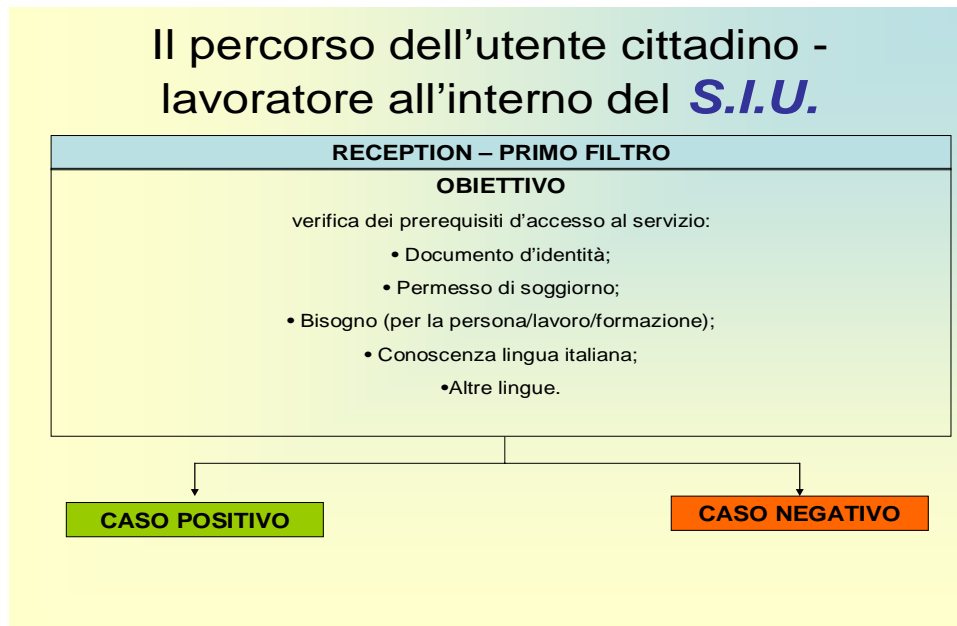 Il percorso dell’utente cittadino -
lavoratore all’interno del S.I.U.
RECEPTION – PRIMO FILTRO
OBIETTIVO
verifica dei prerequisiti d’accesso al servizio:
• Documento d’identità;
• Permesso di soggiorno;
• Bisogno (per la persona/lavoro/formazione);
• Conoscenza lingua italiana;
•Altre lingue.
CASO POSITIVO
CASO NEGATIVO